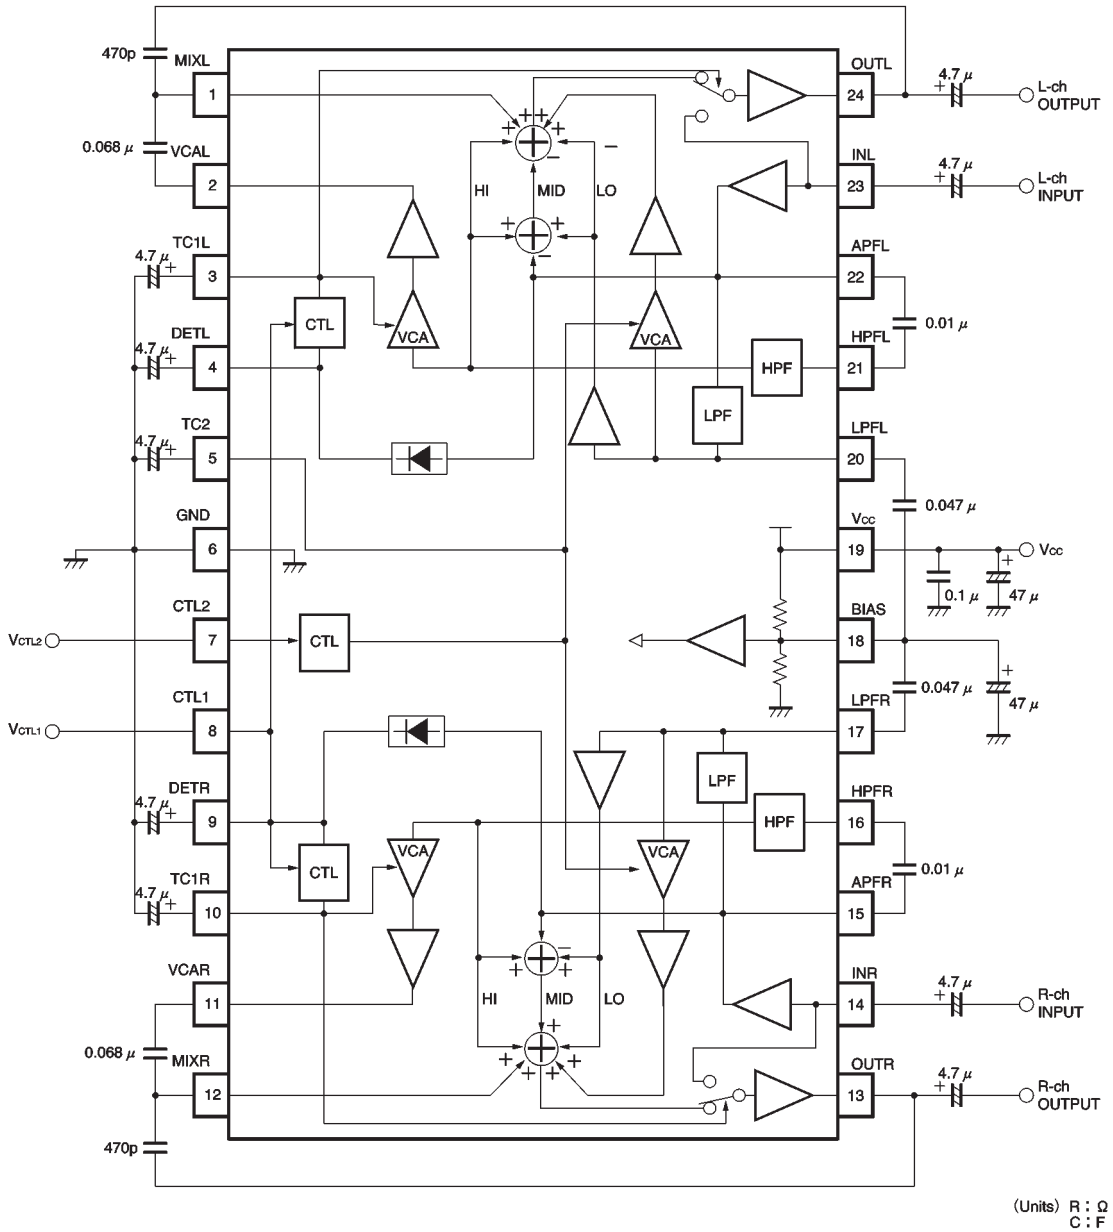 470p
MIXL
1
OUTL
24
4.7 μ
+
L-ch
OUTPUT
0.068 μ
VCAL
2
HI
MID
LO
INL
23
4.7 μ
+
L-ch
INPUT
TC1L
4.7 μ
+
3
CTL
VCA
VCA
APFL
22
0.01 μ
DETL
4.7 μ
+
4
HPF
HPFL
21
LPF
TC2
4.7 μ
+
5
LPFL
20
0.047 μ
GND
6
Vcc
19
Vcc
0.1 μ
+
47 μ
CTL2
VCTL2
7
CTL
BIAS
18
0.047 μ
+
47 μ
CTL1
VCTL1
8
LPFR
17
LPF
DETR
4.7 μ
+
9
HPF
HPFR
16
0.01 μ
CTL
VCA
VCA
TC1R
4.7 μ
+
10
APFR
15
VCAR
11
HI
MID
LO
INR
14
4.7 μ
+
R-ch
INPUT
0.068 μ
MIXR
12
OUTR
13
4.7 μ
+
R-ch
OUTPUT
470p
(Units) R : Ω
C : F